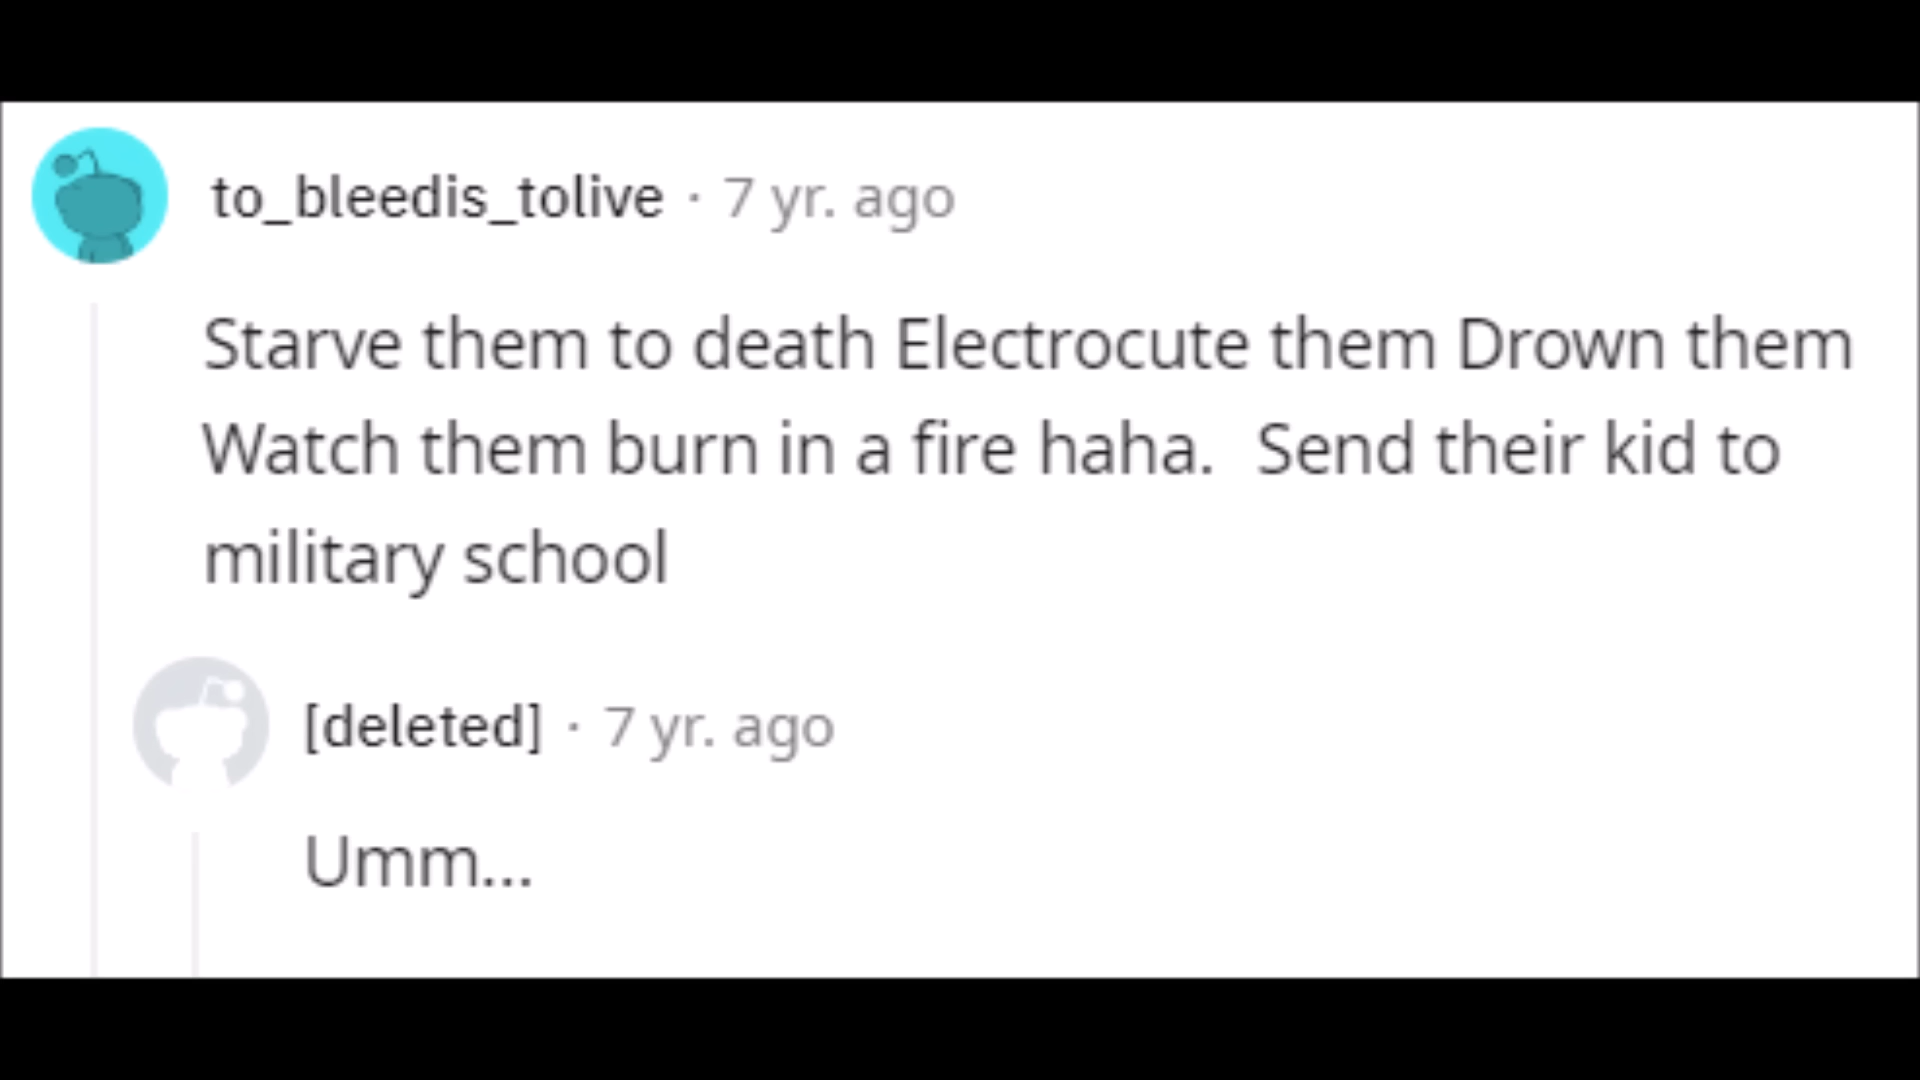 to_bleedis_tolive · 7 yr. ago
Starve them to death Electrocute them Drown them
Watch them burn in a fire haha.  Send their kid to
military school
[deleted] · 7 yr. ago
Umm...